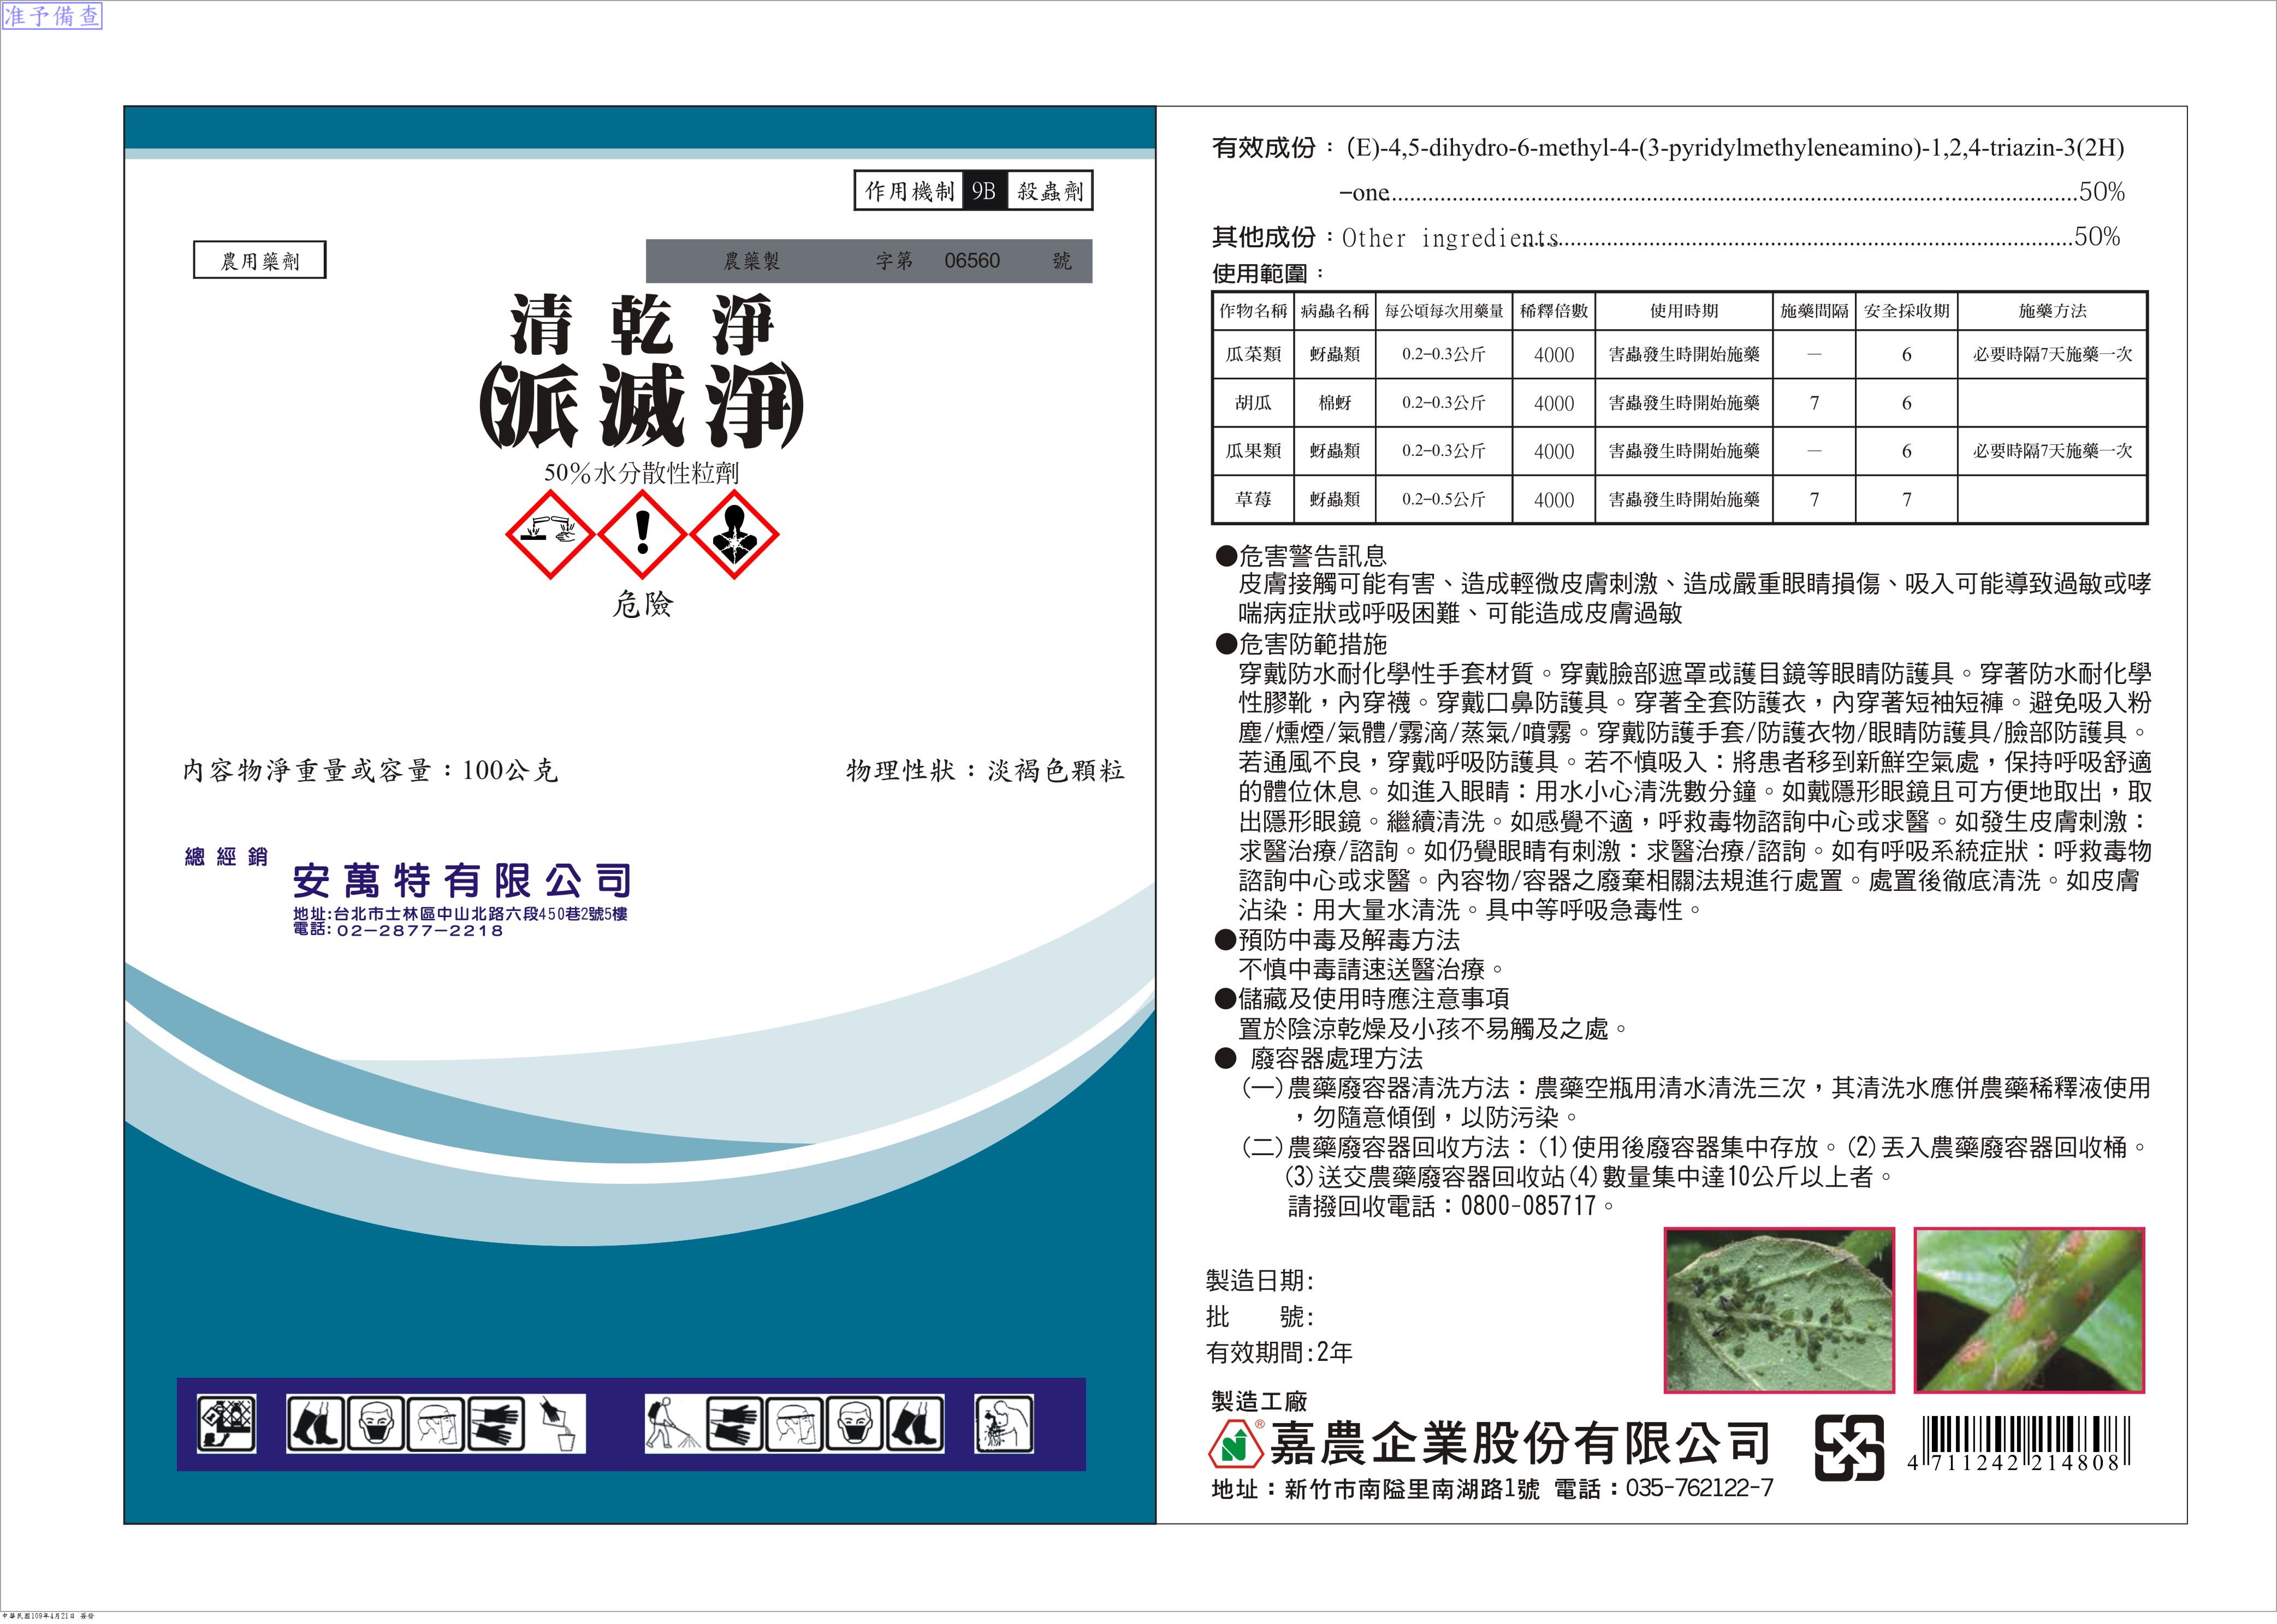 准予備查
作用機制 9B 殺蟲劑
農用藥劑
農藥製 字第 06560 號
清乾淨
(派滅淨)
50%水分散性粒劑
危險
內容物淨重量或容量：100公克 物理性狀：淡褐色顆粒
總經銷
安萬特有限公司
地址:台北市士林區中山北路六段450巷2號5樓
電話:02－2877－2218
有效成份：(E)-4,5-dihydro-6-methyl-4-(3-pyridylmethyleneamino)-1,2,4-triazin-3(2H)
-one..........50%
其他成份：Other ingredients..........50%
使用範圍：
作物名稱 病蟲名稱 每公頃每次用藥量 稀釋倍數 使用時期 施藥間隔 安全採收期 施藥方法
瓜菜類 蚜蟲類 0.2-0.3公斤 4000 害蟲發生時開始施藥 — 6 必要時隔7天施藥一次
胡瓜 棉蚜 0.2-0.3公斤 4000 害蟲發生時開始施藥 7 6
瓜果類 蚜蟲類 0.2-0.3公斤 4000 害蟲發生時開始施藥 — 6 必要時隔7天施藥一次
草莓 蚜蟲類 0.2-0.5公斤 4000 害蟲發生時開始施藥 7 7
●危害警告訊息
皮膚接觸可能有害、造成輕微皮膚刺激、造成嚴重眼睛損傷、吸入可能導致過敏或哮
喘病症狀或呼吸困難、可能造成皮膚過敏
●危害防範措施
穿戴防水耐化學性手套材質。穿戴臉部遮罩或護目鏡等眼睛防護具。穿著防水耐化學
性膠靴，內穿襪。穿戴口鼻防護具。穿著全套防護衣，內穿著短袖短褲。避免吸入粉
塵/燻煙/氣體/霧滴/蒸氣/噴霧。穿戴防護手套/防護衣物/眼睛防護具/臉部防護具。
若通風不良，穿戴呼吸防護具。若不慎吸入：將患者移到新鮮空氣處，保持呼吸舒適
的體位休息。如進入眼睛：用水小心清洗數分鐘。如戴隱形眼鏡且可方便地取出，取
出隱形眼鏡。繼續清洗。如感覺不適，呼救毒物諮詢中心或求醫。如發生皮膚刺激：
求醫治療/諮詢。如仍覺眼睛有刺激：求醫治療/諮詢。如有呼吸系統症狀：呼救毒物
諮詢中心或求醫。內容物/容器之廢棄相關法規進行處置。處置後徹底清洗。如皮膚
沾染：用大量水清洗。具中等呼吸急毒性。
●預防中毒及解毒方法
不慎中毒請速送醫治療。
●儲藏及使用時應注意事項
置於陰涼乾燥及小孩不易觸及之處。
● 廢容器處理方法
(一)農藥廢容器清洗方法：農藥空瓶用清水清洗三次，其清洗水應併農藥稀釋液使用
，勿隨意傾倒，以防污染。
(二)農藥廢容器回收方法：(1)使用後廢容器集中存放。(2)丟入農藥廢容器回收桶。
(3)送交農藥廢容器回收站(4)數量集中達10公斤以上者。
請撥回收電話：0800-085717。
製造日期:
批 號:
有效期間:2年
製造工廠
®嘉農企業股份有限公司
地址：新竹市南隘里南湖路1號 電話：035-762122-7
4 711242 214808
中華民國109年4月21日 簽發